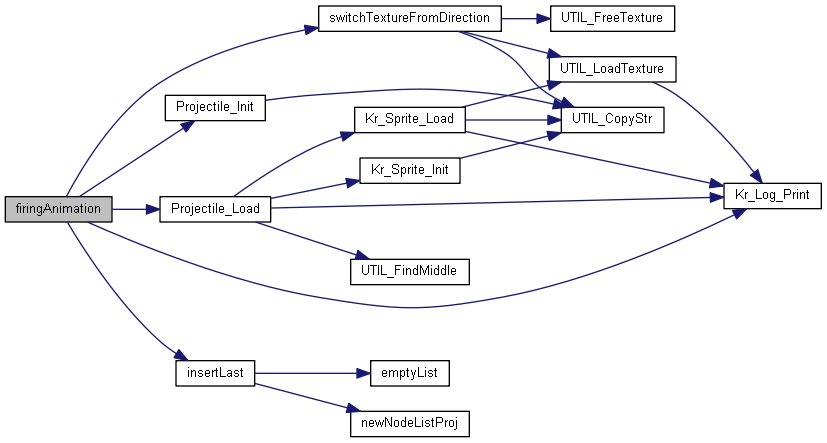 switchTextureFromDirection
UTIL_FreeTexture
UTIL_LoadTexture
Projectile_Init
Kr_Sprite_Load
UTIL_CopyStr
Kr_Sprite_Init
Kr_Log_Print
firingAnimation
Projectile_Load
UTIL_FindMiddle
insertLast
emptyList
newNodeListProj